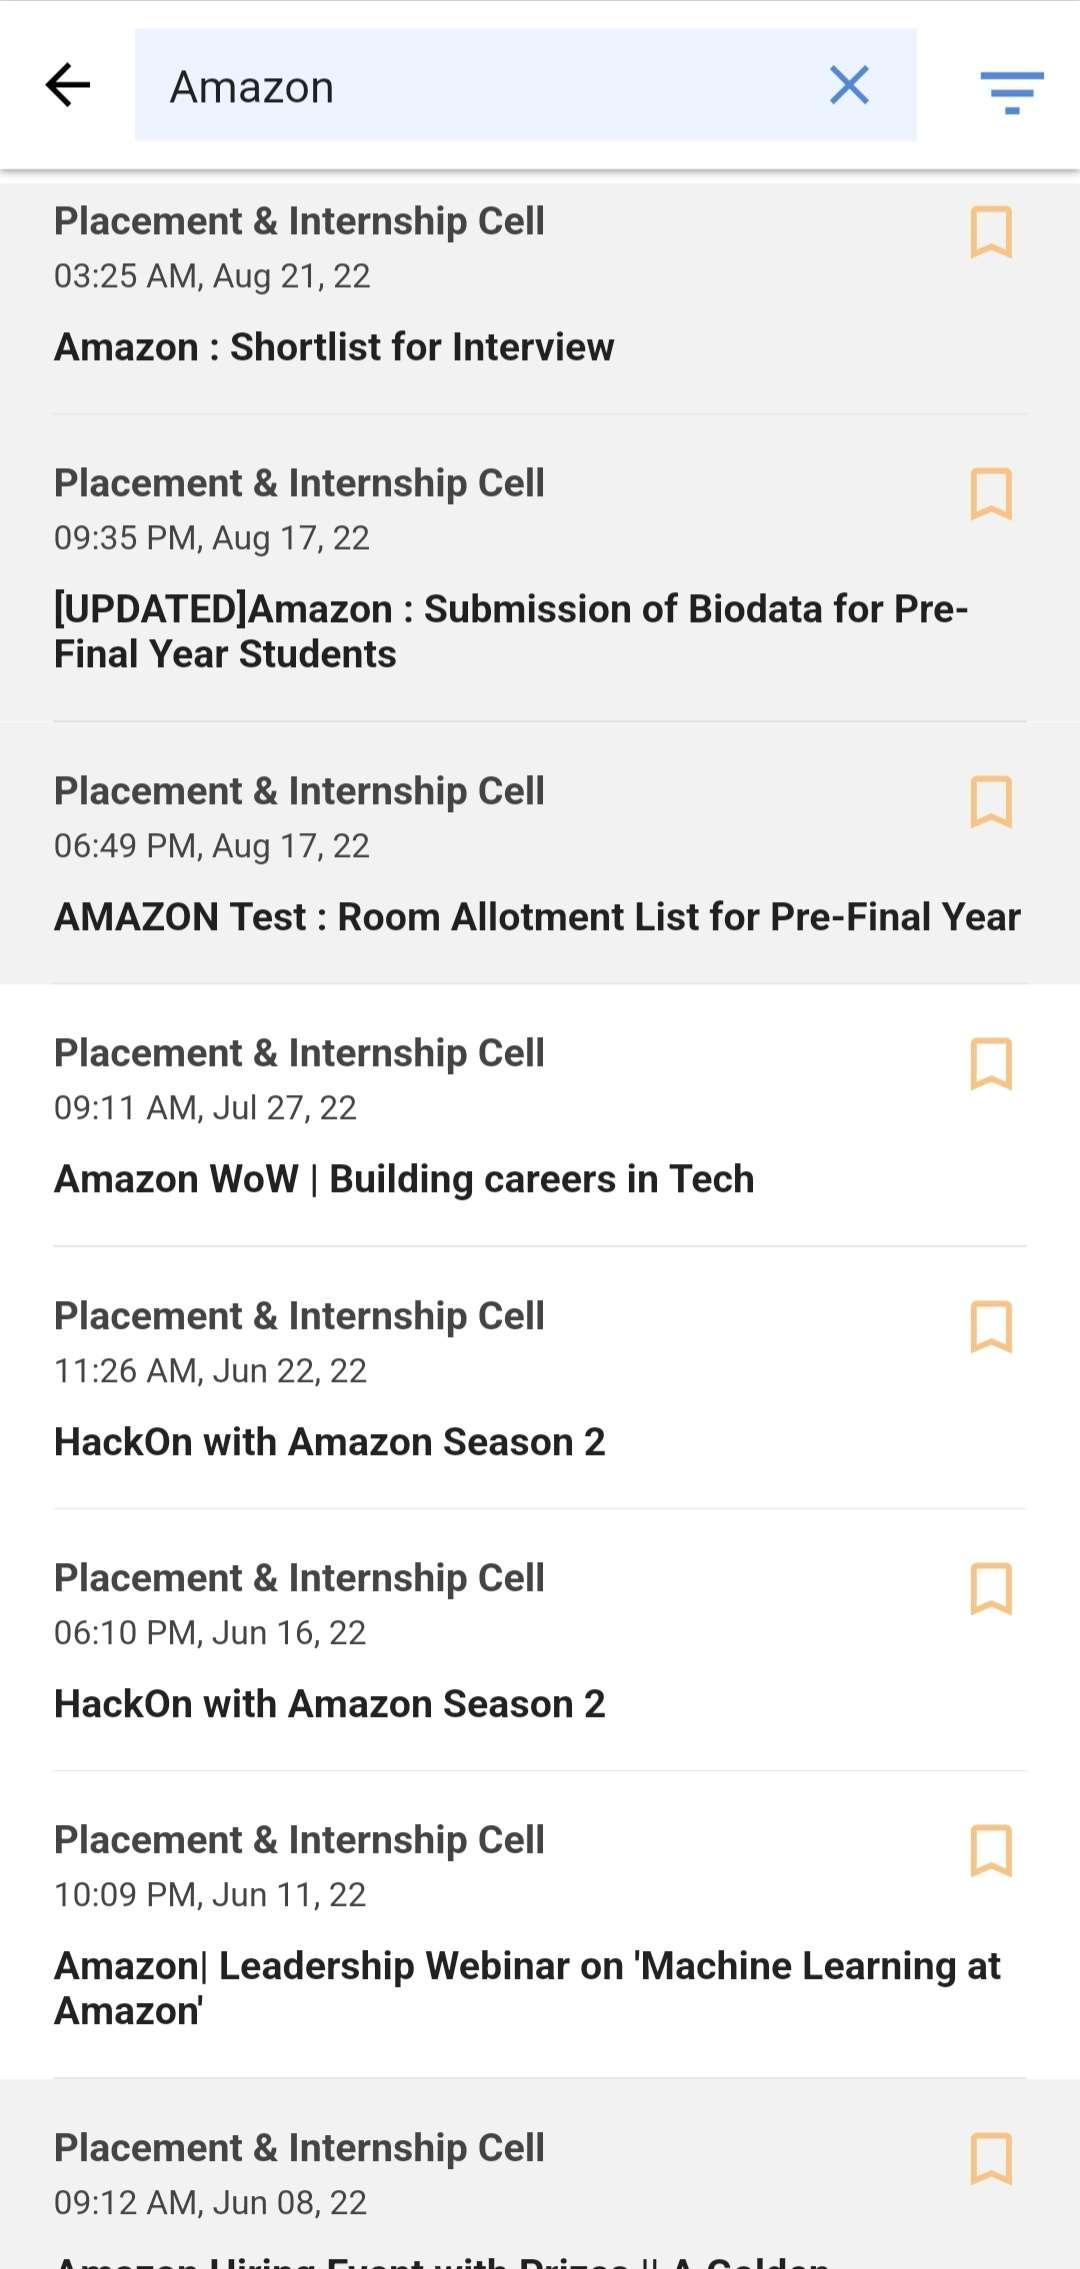 Amazon
Placement & Internship Cell
03:25 AM, Aug 21, 22
Amazon : Shortlist for Interview
Placement & Internship Cell
09:35 PM, Aug 17, 22
[UPDATED]Amazon : Submission of Biodata for Pre-
Final Year Students
Placement & Internship Cell
06:49 PM, Aug 17, 22
AMAZON Test : Room Allotment List for Pre-Final Year
Placement & Internship Cell
09:11 AM, Jul 27, 22
Amazon WoW | Building careers in Tech
Placement & Internship Cell
11:26 AM, Jun 22, 22
HackOn with Amazon Season 2
Placement & Internship Cell
06:10 PM, Jun 16, 22
HackOn with Amazon Season 2
Placement & Internship Cell
10:09 PM, Jun 11, 22
Amazon| Leadership Webinar on 'Machine Learning at
Amazon'
Placement & Internship Cell
09:12 AM, Jun 08, 22
Amazon Hiring Event with Prizes || A Golden